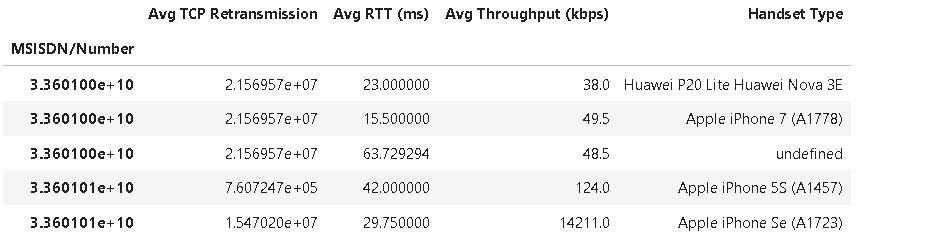 Avg TCP Retransmission Avg RTT (ms) Avg Throughput (kbps) Handset Type
MSISDN/Number
3.360100e+10 2.156957e+07 23.000000 38.0 Huawei P20 Lite Huawei Nova 3E
3.360100e+10 2.156957e+07 15.500000 49.5 Apple iPhone 7 (A1778)
3.360100e+10 2.156957e+07 63.729294 48.5 undefined
3.360101e+10 7.607247e+05 42.000000 124.0 Apple iPhone 5S (A1457)
3.360101e+10 1.547020e+07 29.750000 14211.0 Apple iPhone Se (A1723)